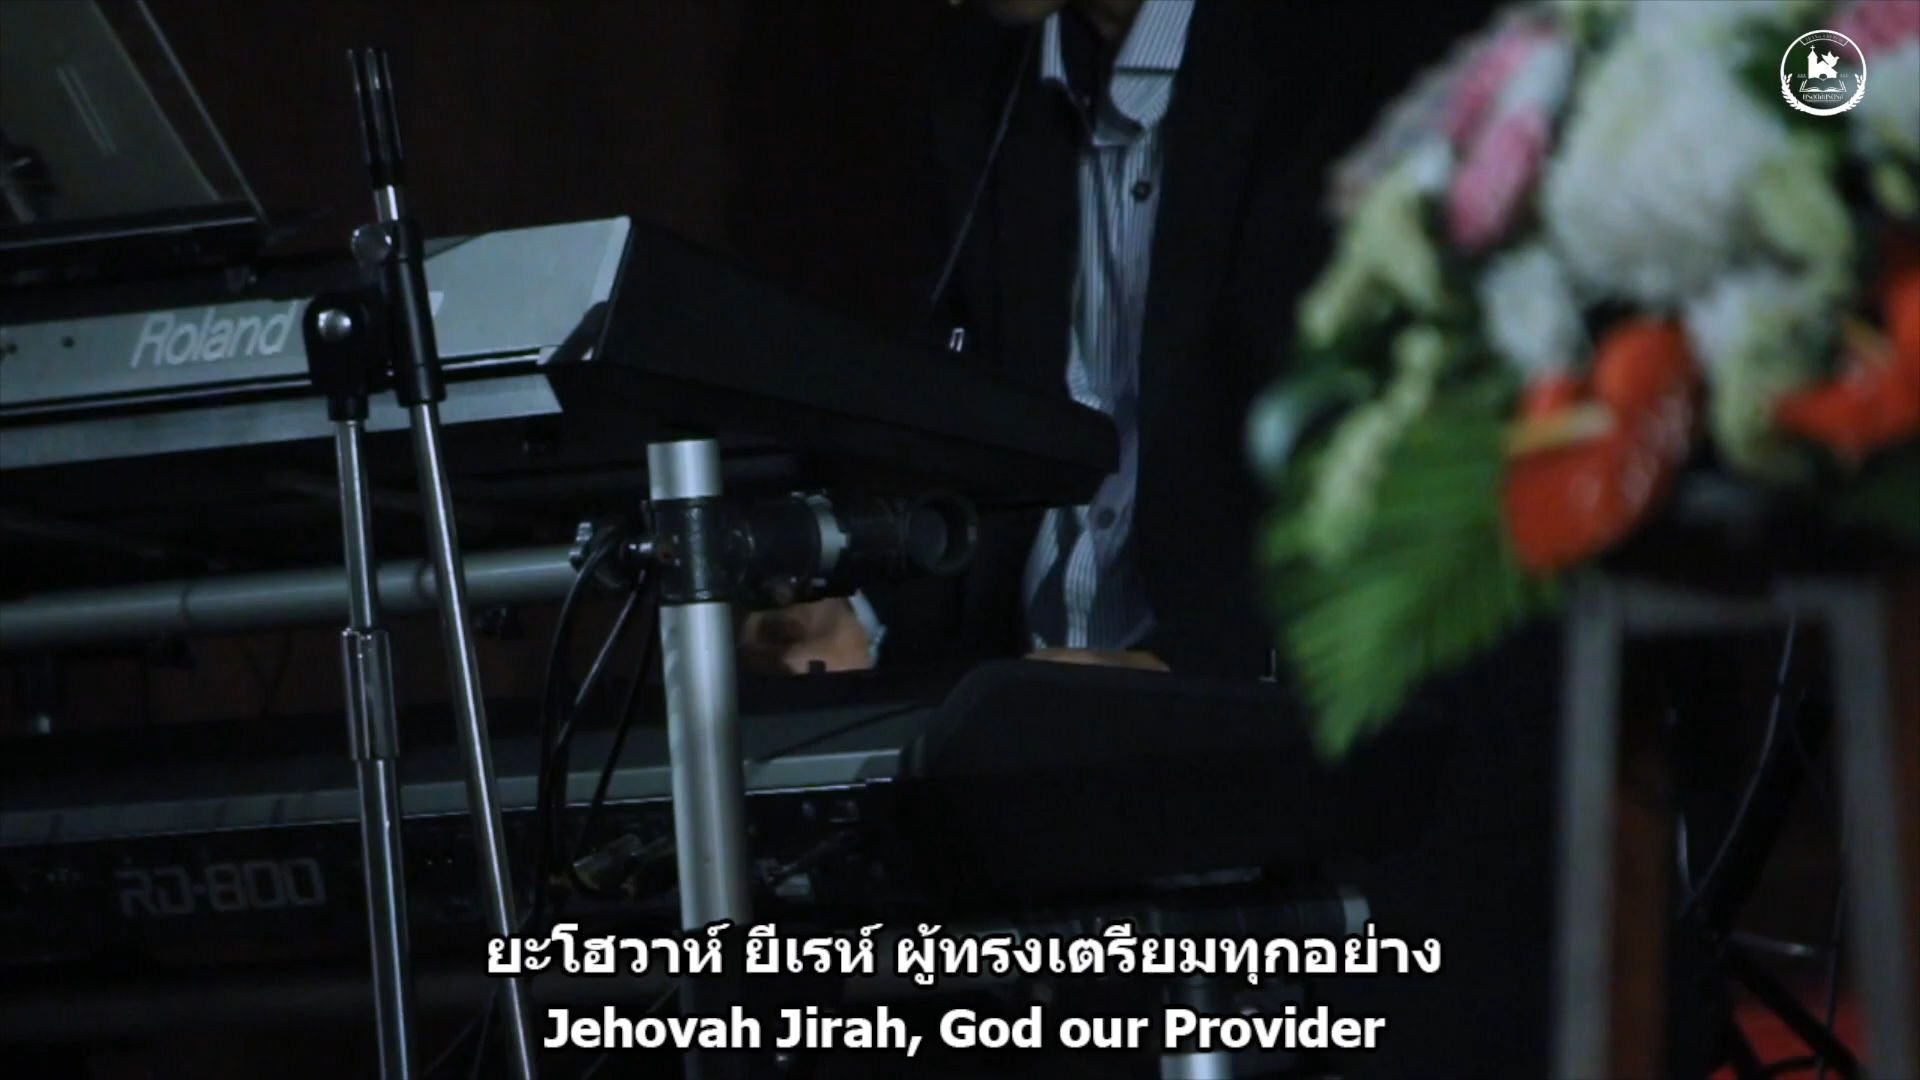 Roland
RD-800
ยะโฮวาห์ ยีเรห์ ผู้ทรงเตรียมทุกอย่าง
Jehovah Jirah, God our Provider